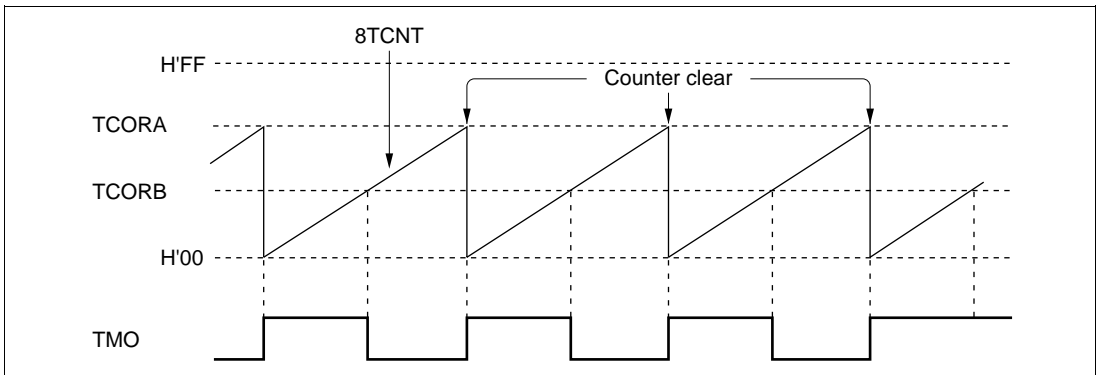 8TCNT
H'FF
Counter clear
TCORA
TCORB
H'00
TMO